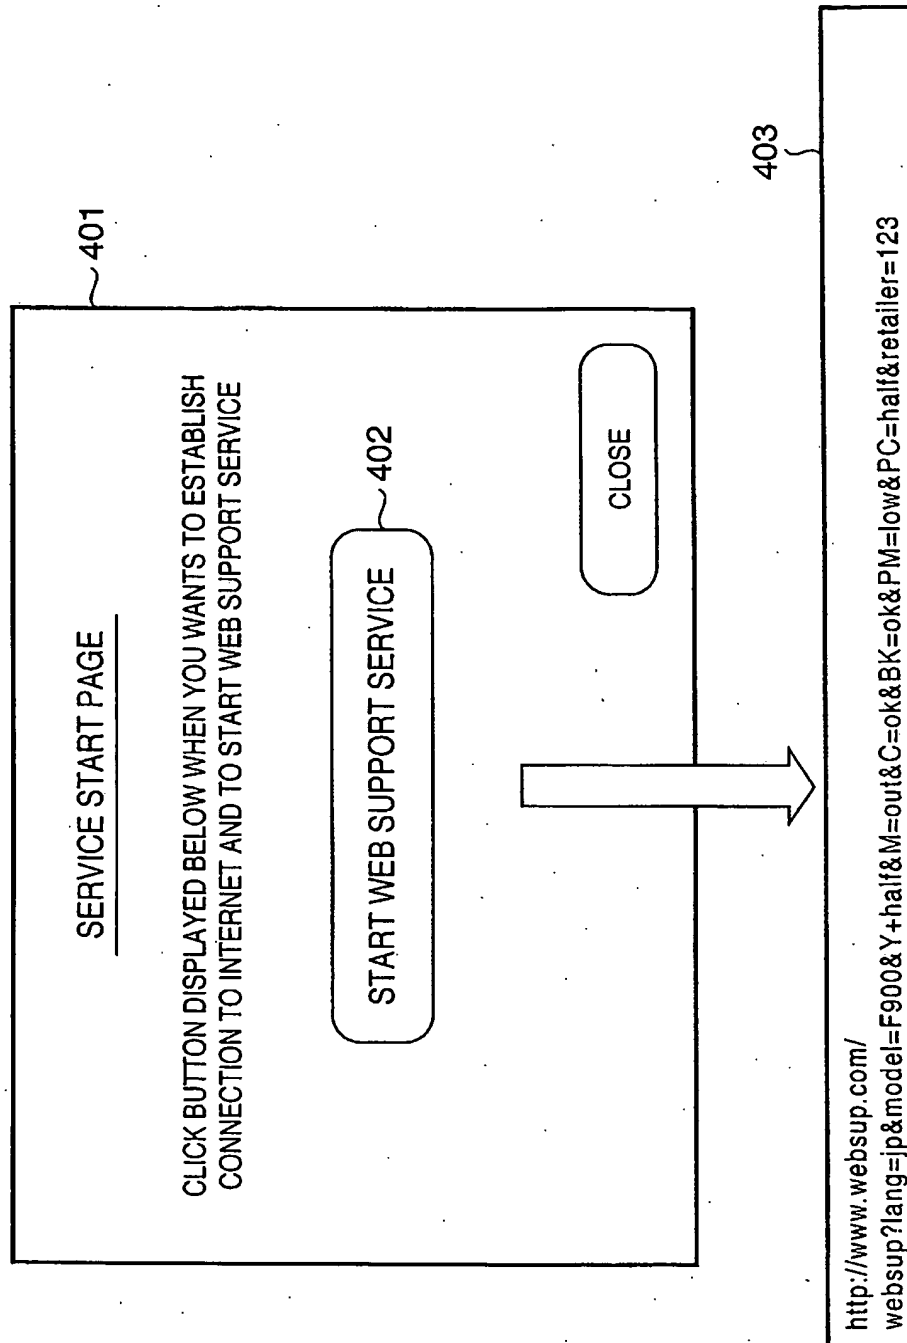 401
SERVICE START PAGE
CLICK BUTTON DISPLAYED BELOW WHEN YOU WANTS TO ESTABLISH
CONNECTION TO INTERNET AND TO START WEB SUPPORT SERVICE
402
START WEB SUPPORT SERVICE
CLOSE
403
http://www.websup.com/
websup?lang=jp&model=F900&Y+half&M=out&C=ok&BK=ok&PM=low&PC=half&retailer=123